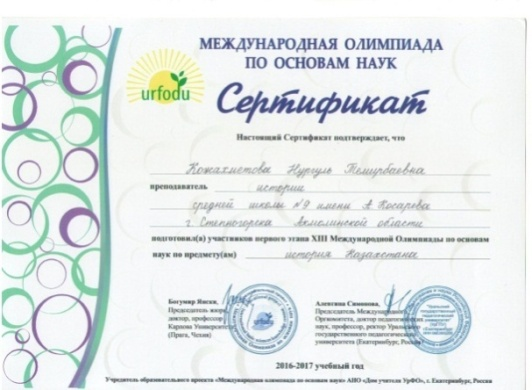 МЕЖДУНАРОДНАЯ ОЛИМПИАДА
ПО ОСНОВАМ НАУК
urfodu
Сертификат
Настоящий Сертификат подтверждает, что
Кожахметова Нургуль Темирбаевна
преподаватель истории
средней школы №9 имени А Косарева
г. Степногорска Акмолинской области
подготовил(а) участников первого этапа XIII Международной Олимпиады по основам
наук по предмету(ам) история Казахстана
Богумир Янски,
Председатель жюри
доктор, профессор
Карлова Университета
(Прага, Чехия)
Алевтина Симонова,
Председатель Международного
Оргкомитета, доктор педагогических
наук, профессор, ректор Уральского
государственного педагогического
университета (Екатеринбург, Россия)
2016-2017 учебный год
Учредитель образовательного проекта «Международная олимпиада по основам наук» АНО «Дом учителя УрФО», г. Екатеринбург, Россия